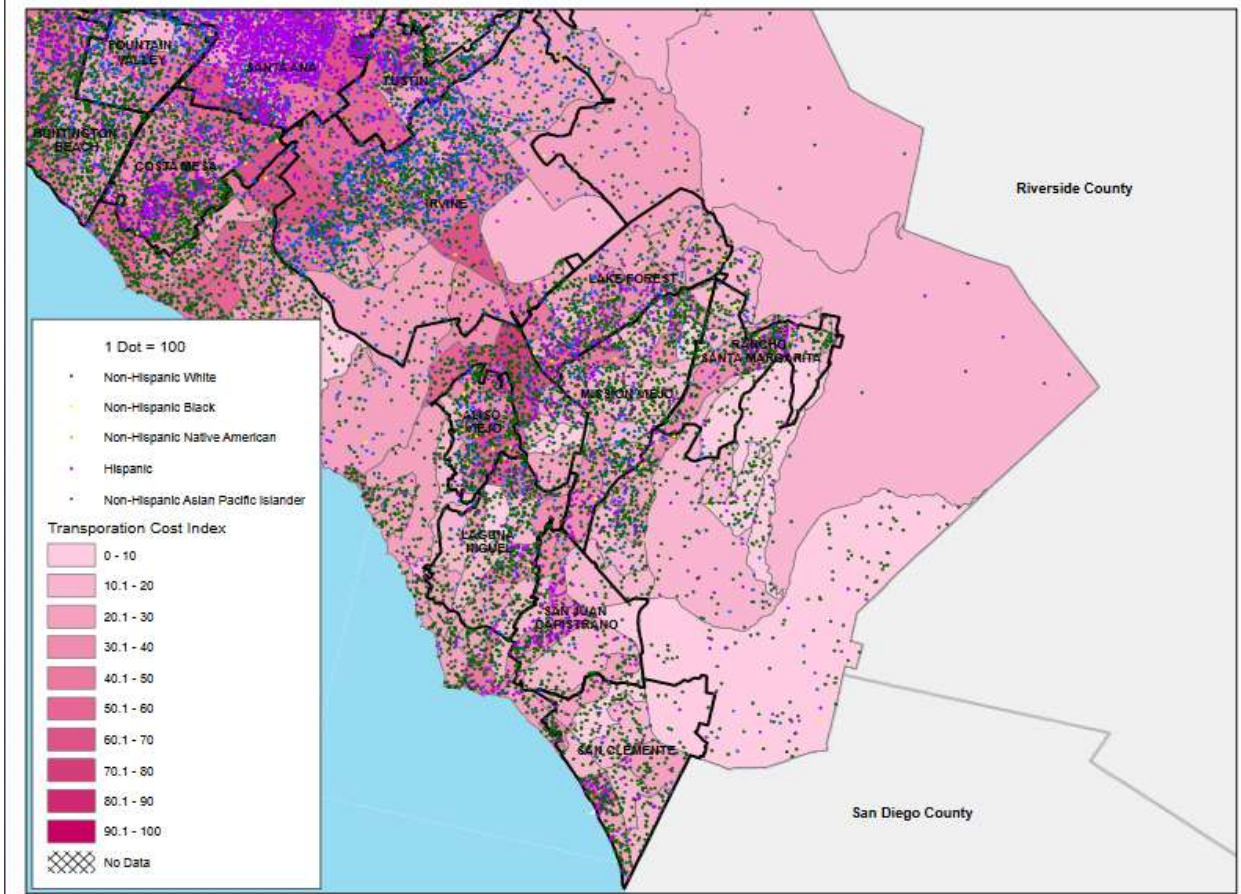 FOUNTAIN
VALLEY
SANTA ANA
TUSTIN
HUNTINGTON
BEACH
COSTA MESA
IRVINE
Riverside County
LAKE FOREST
RANCHO
SANTA MARGARITA
MISSION VIEJO
ALISO
VIEJO
LAGUNA
NIGUEL
SAN JUAN
CAPISTRANO
SAN CLEMENTE
San Diego County
1 Dot = 100
Non-Hispanic White
Non-Hispanic Black
Non-Hispanic Native American
Hispanic
Non-Hispanic Asian Pacific Islander
Transporation Cost Index
0 - 10
10.1 - 20
20.1 - 30
30.1 - 40
40.1 - 50
50.1 - 60
60.1 - 70
70.1 - 80
80.1 - 90
90.1 - 100
No Data